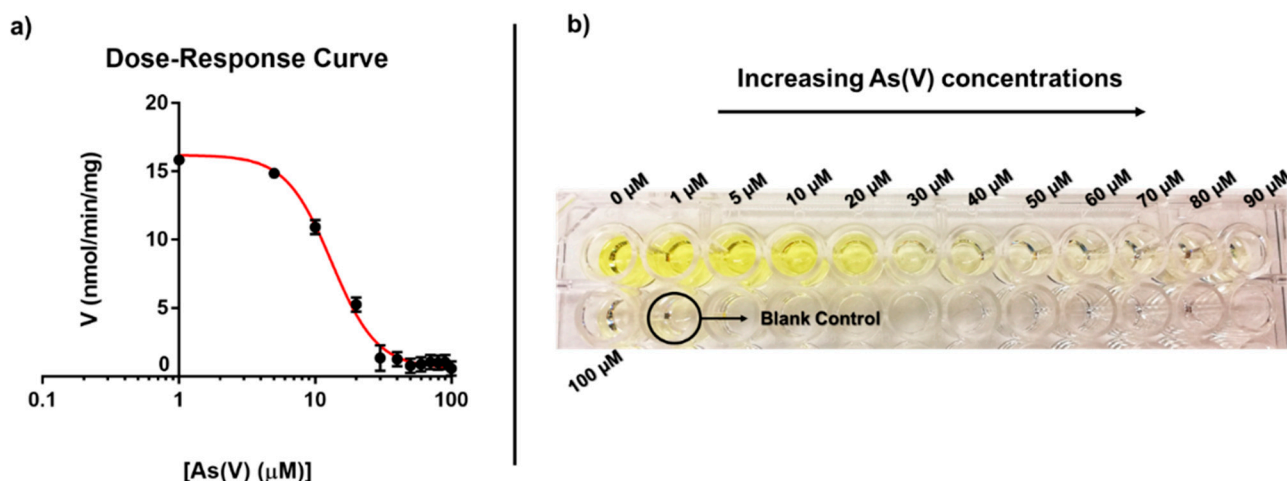 a)
Dose-Response Curve
V (nmol/min/mg)
20
15
10
5
0
0.1 1 10 100
[As(V) (μM)]
b)
Increasing As(V) concentrations
0 μM 1 μM 5 μM 10 μM 20 μM 30 μM 40 μM 50 μM 60 μM 70 μM 80 μM 90 μM
Blank Control
100 μM